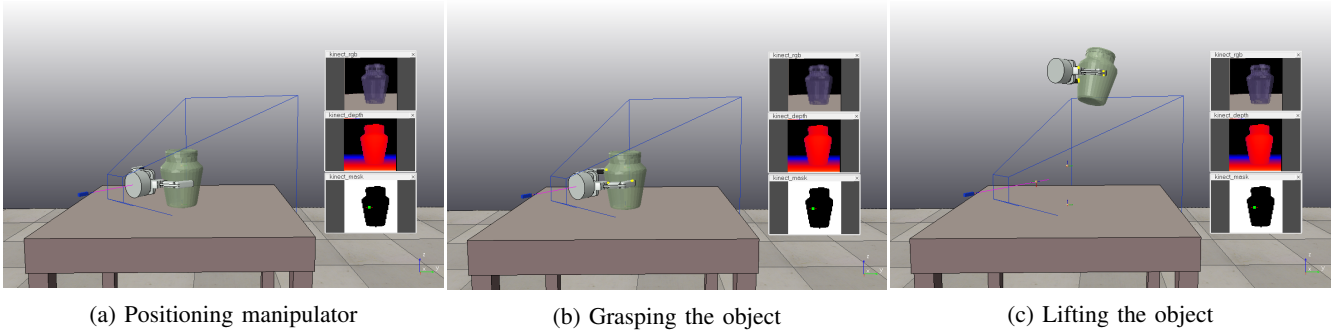 kinect_rgb ×
kinect_depth ×
kinect_mask ×
z
x y
kinect_rgb ×
kinect_depth ×
kinect_mask ×
z
x y
kinect_rgb ×
kinect_depth ×
kinect_mask ×
z
x y
(a) Positioning manipulator
(b) Grasping the object
(c) Lifting the object